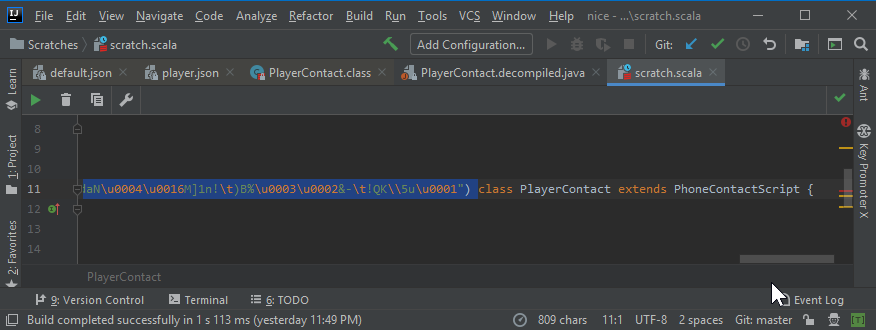 IJ File Edit View Navigate Code Analyze Refactor Build Run Tools VCS Window nice - ...\scratch.scala
Scratches scratch.scala Add Configuration... Git:
default.json player.json PlayerContact.class PlayerContact.decompiled.java scratch.scala
Learn
1: Project
2: Favorites
8
9
10
11 daN\u0004\u0016M]1n!\t)B%\u0003\u0002&-\t!QK\\5u\u0001") class PlayerContact extends PhoneContactScript {
12
13
14
Ant
Key Promoter X
PlayerContact
9: Version Control Terminal 6: TODO Event Log
Build completed successfully in 1 s 113 ms (yesterday 11:49 PM) 809 chars 11:1 UTF-8 2 spaces Git: master [T]